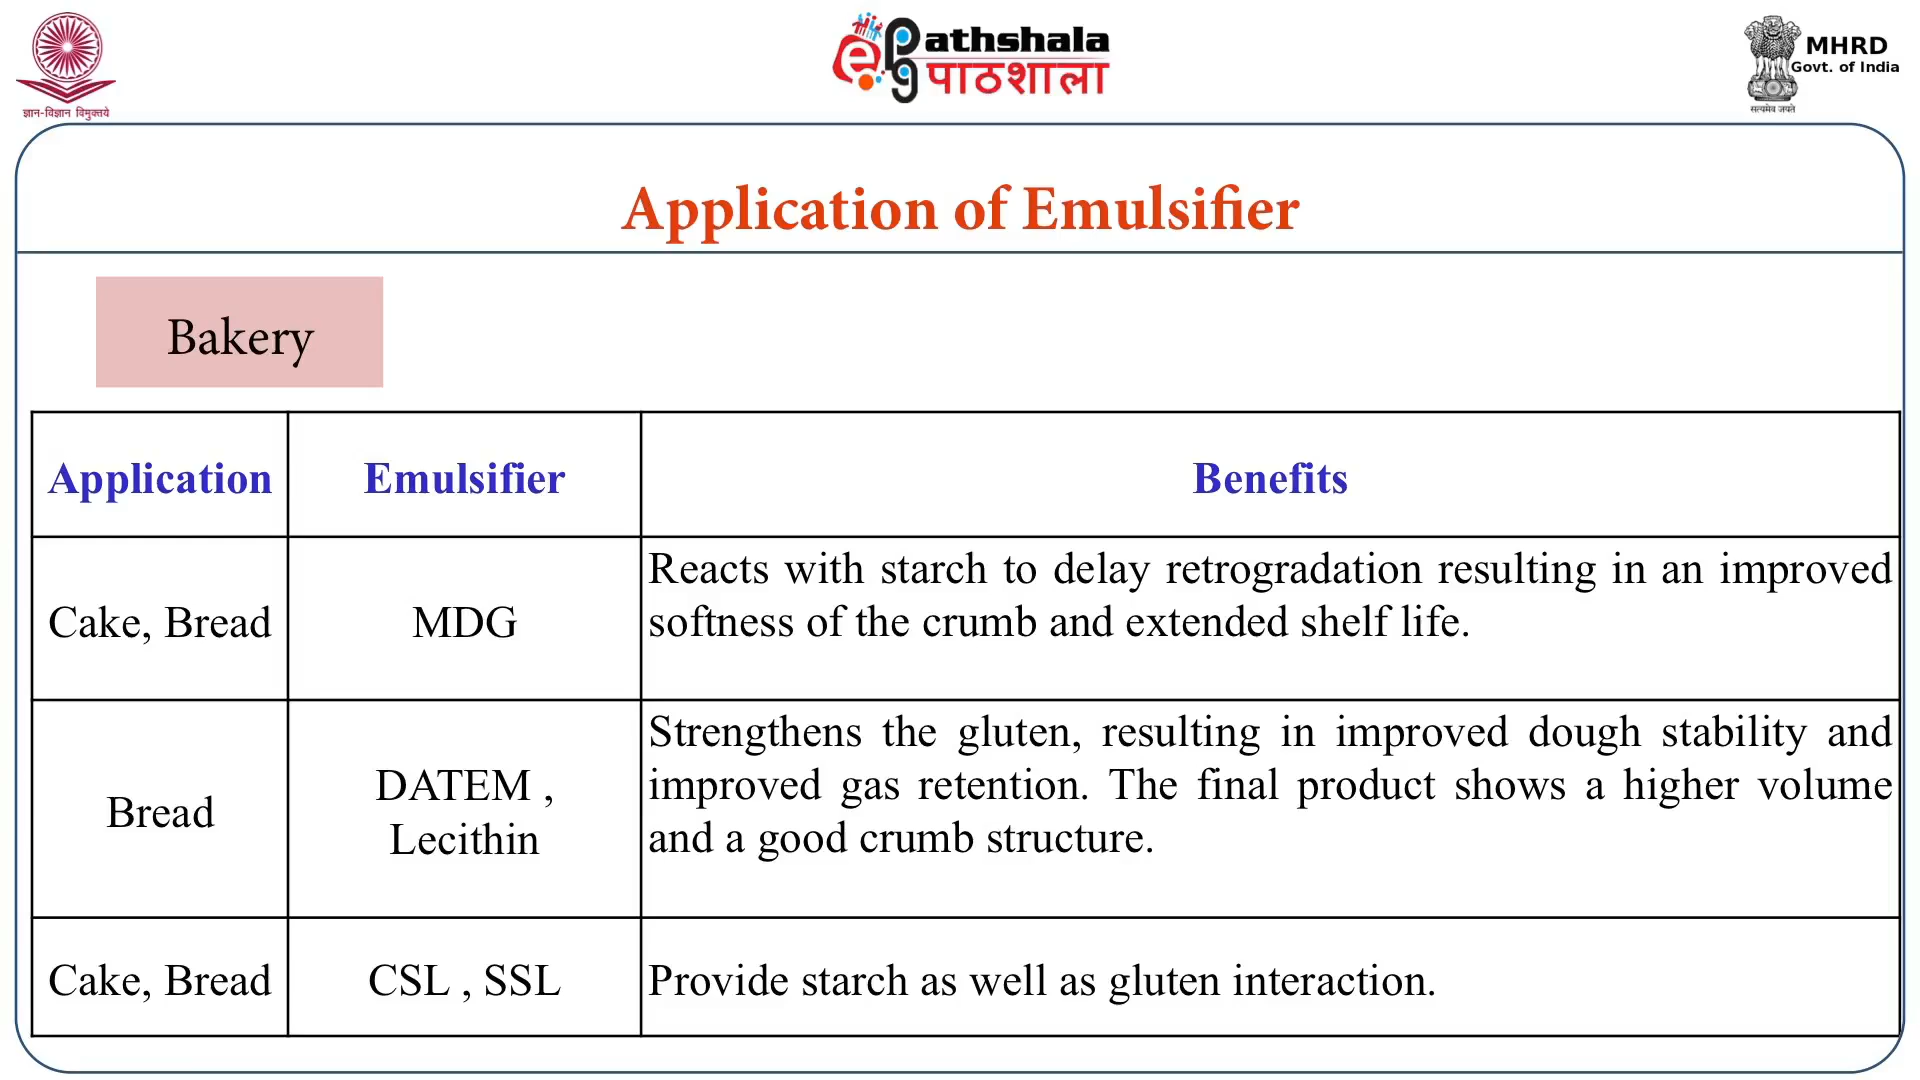 ज्ञान-विज्ञान विमुक्तये
ePathshala
पाठशाला
MHRD
Govt. of India
सत्यमेव जयते
Application of Emulsifier
Bakery
Application Emulsifier Benefits
Cake, Bread MDG
Reacts with starch to delay retrogradation resulting in an improved
softness of the crumb and extended shelf life.
Bread
DATEM ,
Lecithin
Strengthens the gluten, resulting in improved dough stability and
improved gas retention. The final product shows a higher volume
and a good crumb structure.
Cake, Bread CSL , SSL Provide starch as well as gluten interaction.